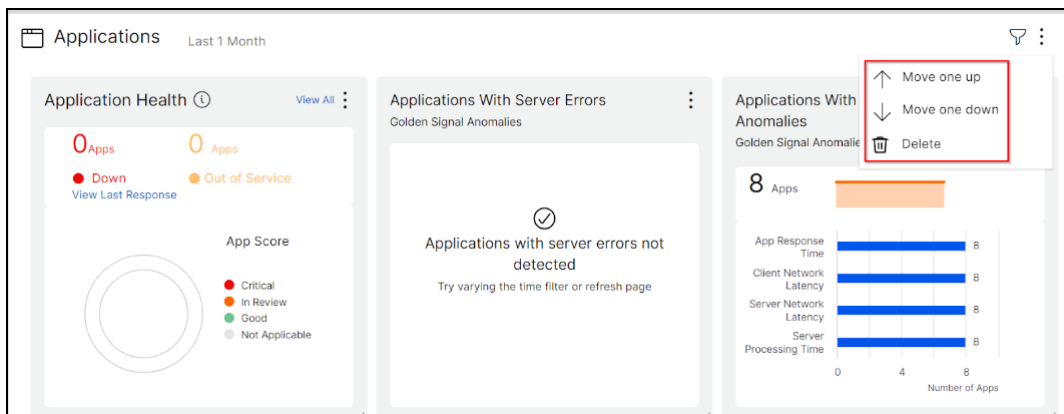 Applications
Last 1 Month
Move one up
Move one down
Delete
Application Health
View All
0 Apps
0 Apps
Down
Out of Service
View Last Response
App Score
Critical
In Review
Good
Not Applicable
Applications With Server Errors
Golden Signal Anomalies
Applications with server errors not
detected
Try varying the time filter or refresh page
Applications With
Anomalies
Golden Signal Anomalie
8 Apps
App Response
Time
8
Client Network
Latency
8
Server Network
Latency
8
Server
Processing Time
8
0 4 8
Number of Apps